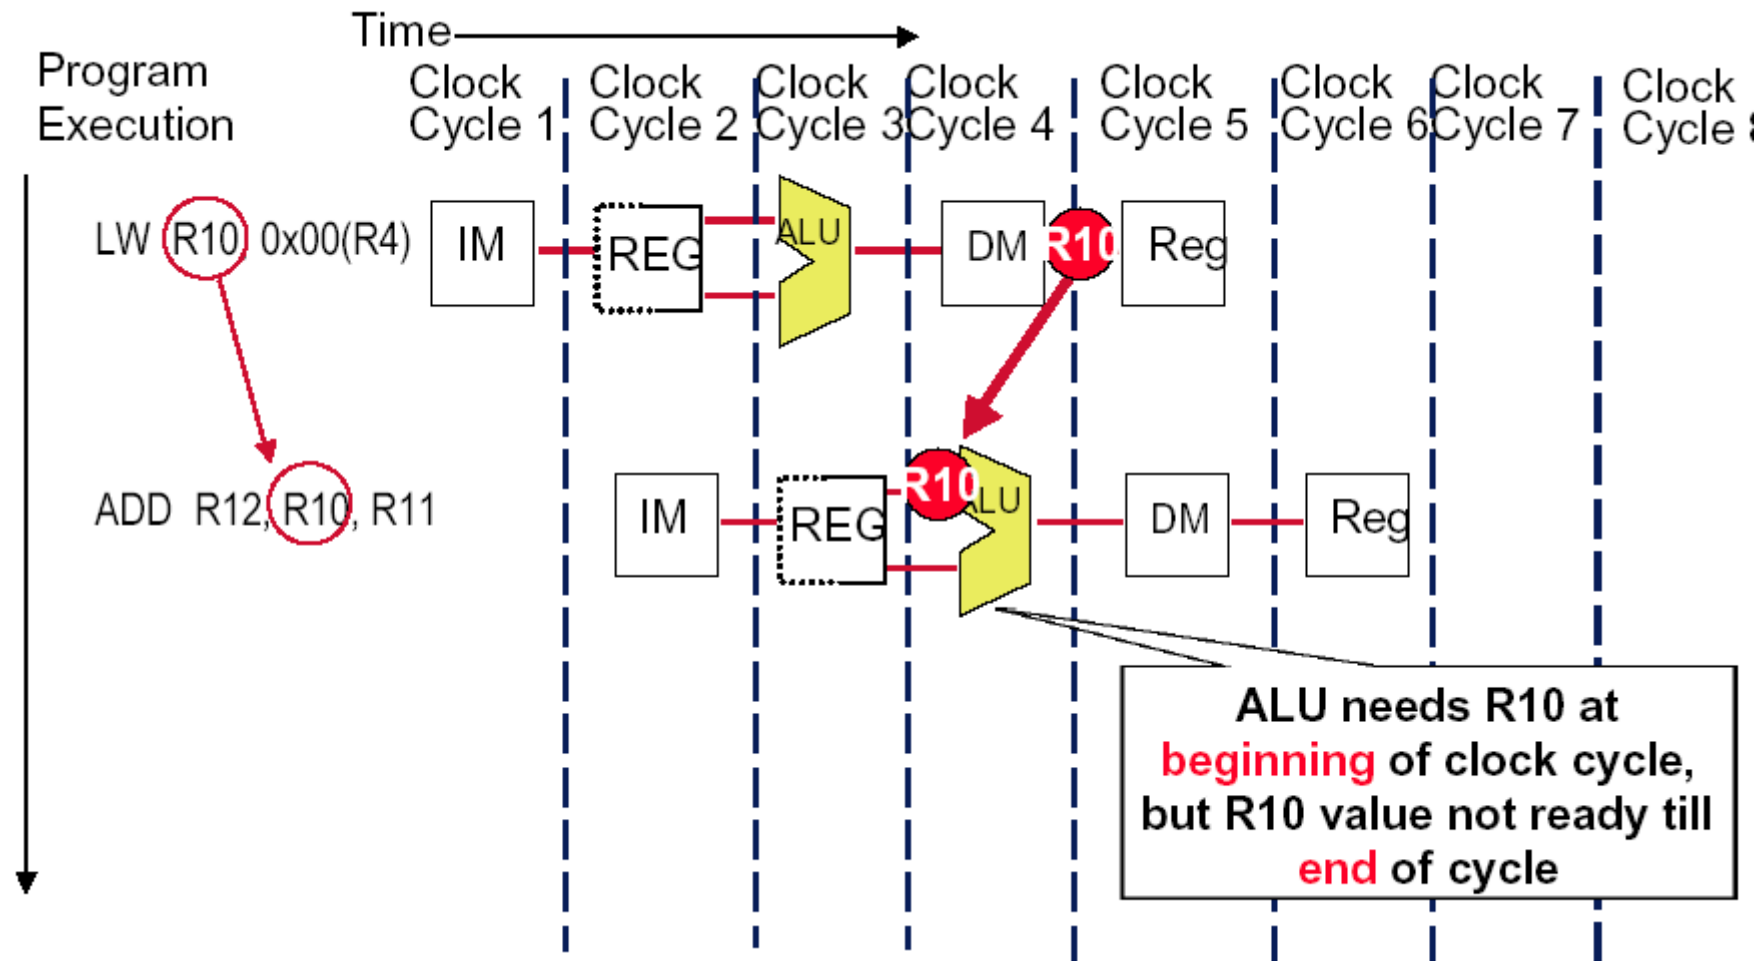 Time
Program
Execution
Clock Clock Clock Clock Clock Clock Clock Clock
Cycle 1 Cycle 2 Cycle 3 Cycle 4 Cycle 5 Cycle 6 Cycle 7 Cycle 8
LW R10 0x00(R4) IM REG ALU DM R10 Reg
ADD R12, R10, R11 IM REG R10 ALU DM Reg
ALU needs R10 at
beginning of clock cycle,
but R10 value not ready till
end of cycle